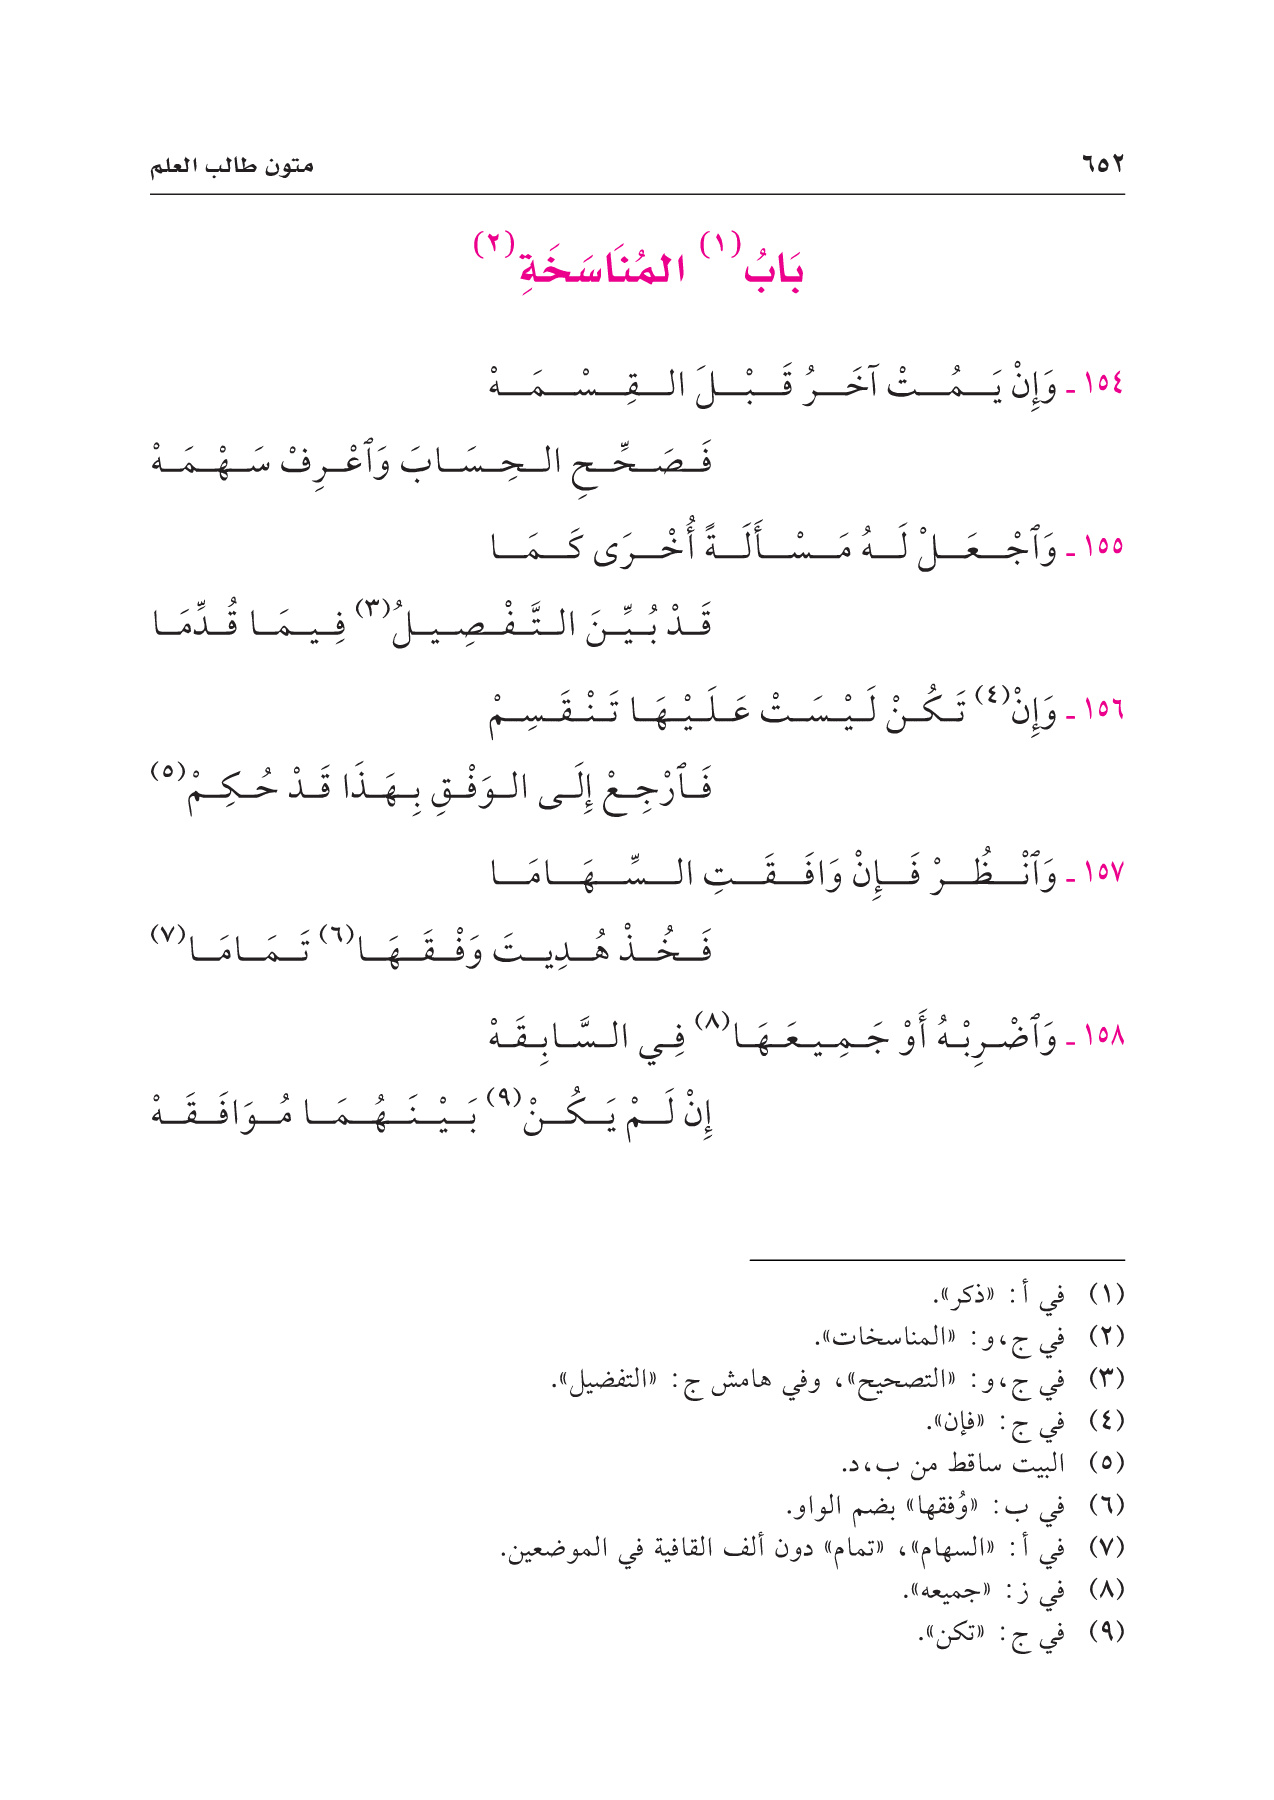 ٦٥٢ متون طالب العلم
بَابُ(١) المُنَاسَخَةِ(٢)
١٥٤ ـ وَإِنْ يَمُتْ آخَرُ قَبْلَ القِسْمَهْ
فَصَحِّحِ الحِسَابَ وَٱعْرِفْ سَهْمَهْ
١٥٥ ـ وَٱجْعَلْ لَهُ مَسْأَلَةً أُخْرَى كَمَا
قَدْ بُيِّنَ التَّفْصِيلُ(٣) فِيمَا قُدِّمَا
١٥٦ ـ وَإِنْ(٤) تَكُنْ لَيْسَتْ عَلَيْهَا تَنْقَسِمْ
فَٱرْجِعْ إِلَى الوَفْقِ بِهَذَا قَدْ حُكِمْ(٥)
١٥٧ ـ وَٱنْظُرْ فَإِنْ وَافَقَتِ السِّهَامَا
فَخُذْ هُدِيتَ وَفْقَهَا(٦) تَمَامَا(٧)
١٥٨ ـ وَٱضْرِبْهُ أَوْ جَمِيعَهَا(٨) فِي السَّابِقَهْ
إِنْ لَمْ يَكُنْ(٩) بَيْنَهُمَا مُوَافَقَهْ
(١) في أ: «ذكر».
(٢) في ج، و: «المناسخات».
(٣) في ج، و: «التصحيح»، وفي هامش ج: «التفضيل».
(٤) في ج: «فإن».
(٥) البيت ساقط من ب، د.
(٦) في ب: «وُفقها» بضم الواو.
(٧) في أ: «السهام»، «تمام» دون ألف القافية في الموضعين.
(٨) في ز: «جميعه».
(٩) في ج: «تكن».